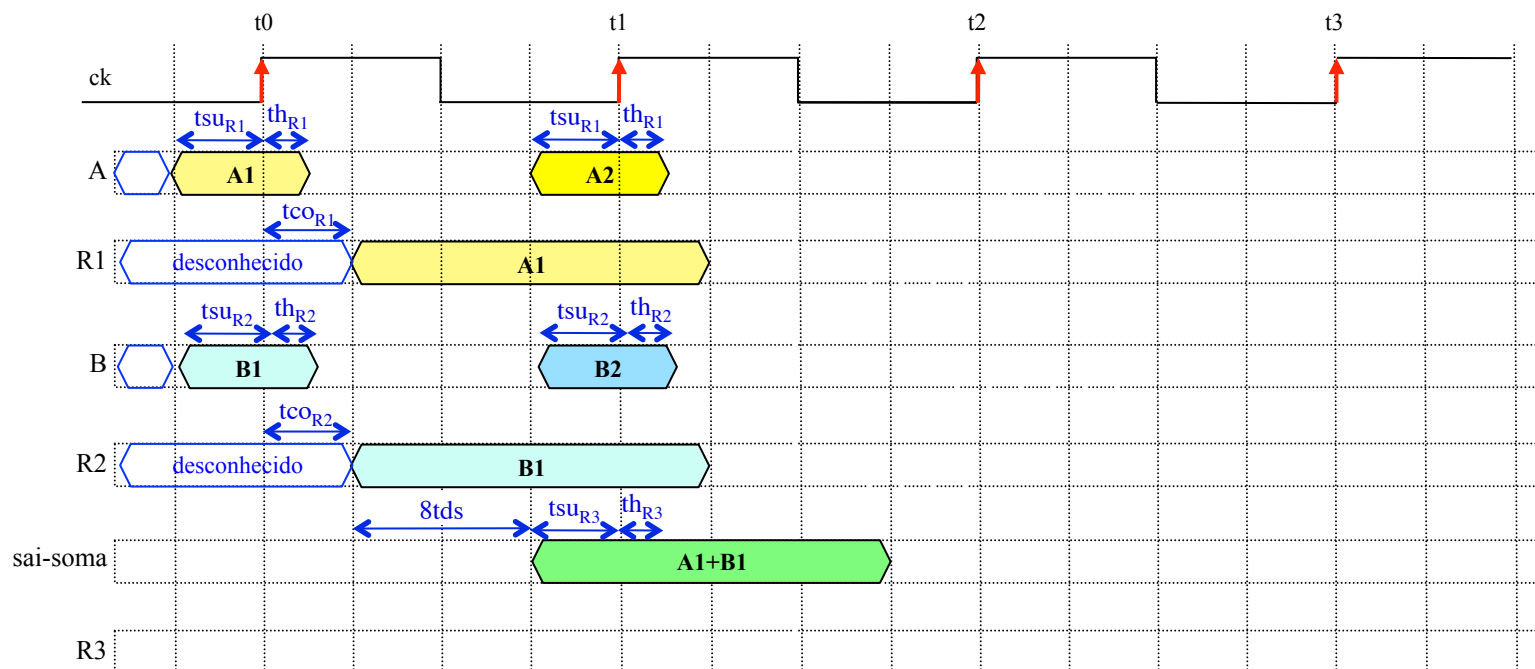 t0 t1 t2 t3
ck
tsuR1 thR1 tsuR1 thR1
A A1 A2
tcoR1
R1 desconhecido A1
tsuR2 thR2 tsuR2 thR2
B B1 B2
tcoR2
R2 desconhecido B1
8tds tsuR3 thR3
sai-soma A1+B1
R3